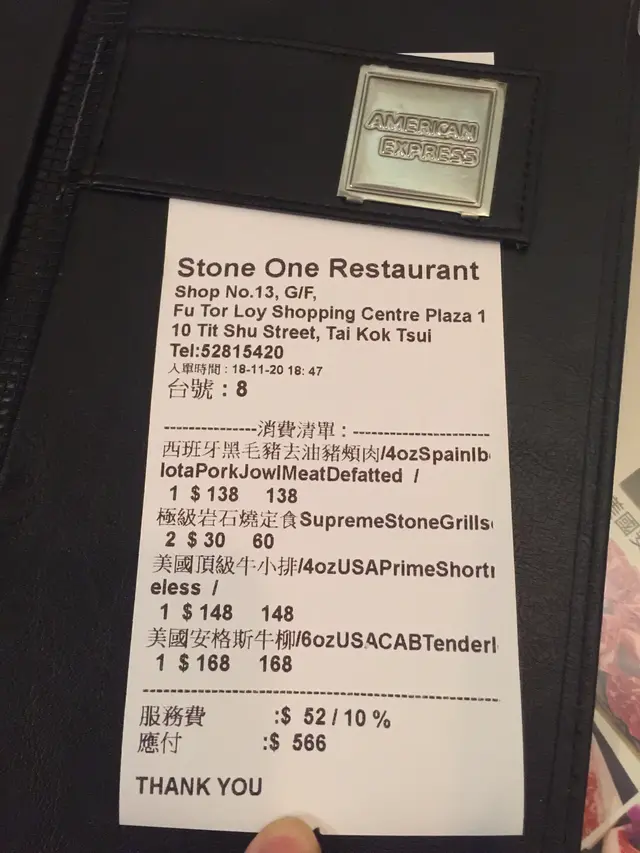 AMERICAN
EXPRESS
Stone One Restaurant
Shop No.13, G/F,
Fu Tor Loy Shopping Centre Plaza 1
10 Tit Shu Street, Tai Kok Tsui
Tel:52815420
入單時間 : 18-11-20 18: 47
台號 : 8
---------------消費清單 : ----------------------
西班牙黑毛豬去油豬頰肉/4ozSpainIb
lotaPorkJowlMeatDefatted /
1 $ 138 138
極級岩石燒定食SupremeStoneGrills
2 $ 30 60
美國頂級牛小排/4ozUSAPrimeShortr
eless /
1 $ 148 148
美國安格斯牛柳/6ozUSACABTenderl
1 $ 168 168
服務費 :$ 52 / 10 %
應付 :$ 566
THANK YOU